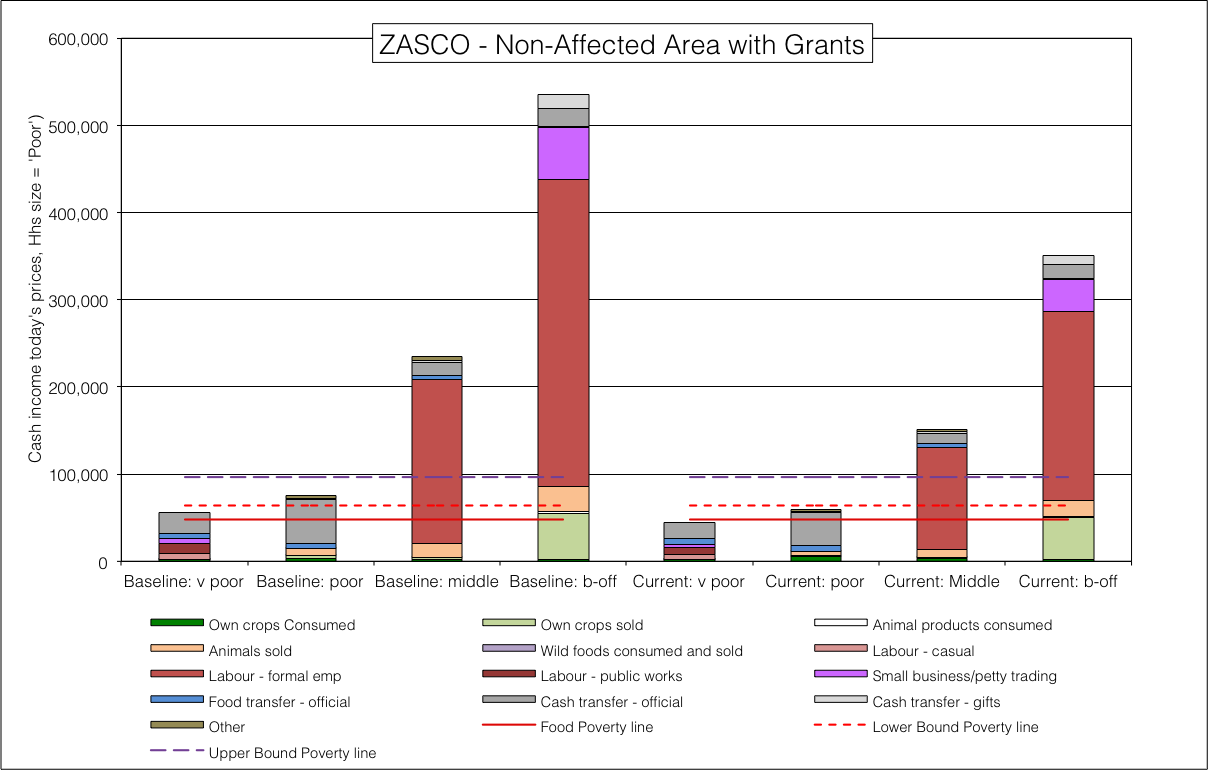 ZASCO - Non-Affected Area with Grants
Cash income today's prices, Hhs size = 'Poor')
600,000
500,000
400,000
300,000
200,000
100,000
0
Baseline: v poor Baseline: poor Baseline: middle Baseline: b-off Current: v poor Current: poor Current: Middle Current: b-off
Own crops Consumed Own crops sold Animal products consumed
Animals sold Wild foods consumed and sold Labour - casual
Labour - formal emp Labour - public works Small business/petty trading
Food transfer - official Cash transfer - official Cash transfer - gifts
Other Food Poverty line Lower Bound Poverty line
Upper Bound Poverty line